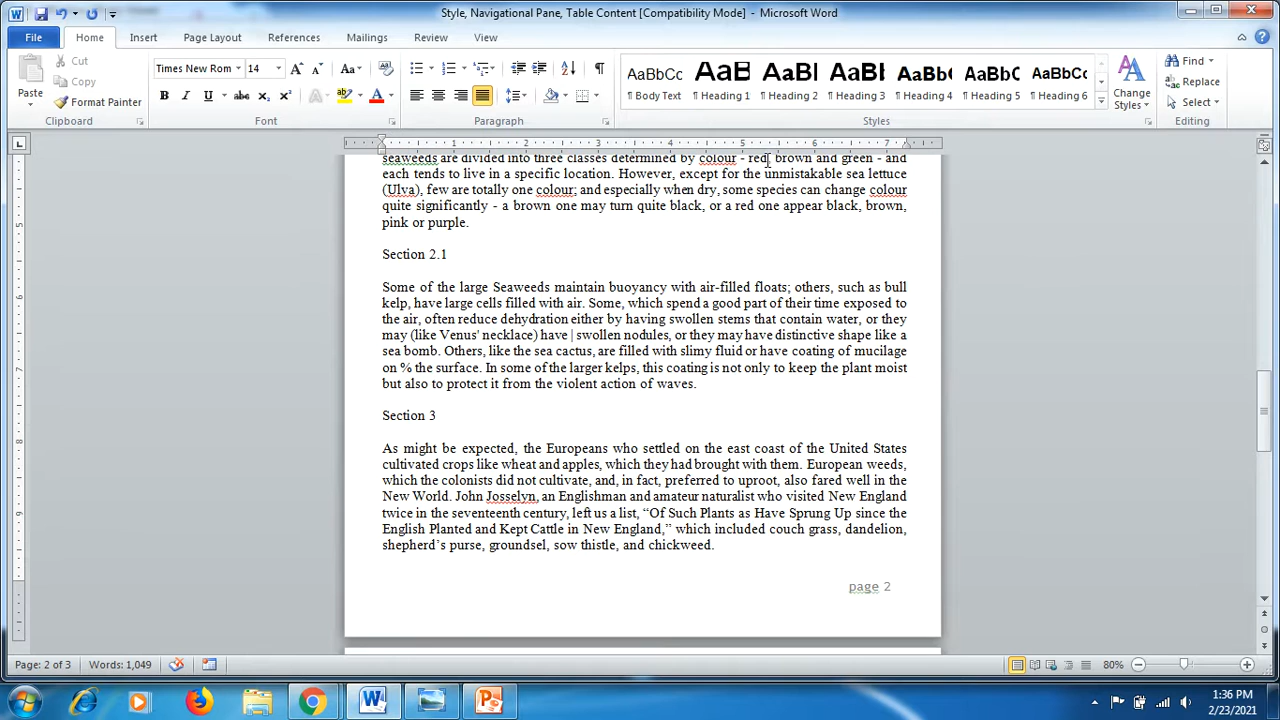 Style, Navigational Pane, Table Content [Compatibility Mode] - Microsoft Word
File Home Insert Page Layout References Mailings Review View
Paste
Cut
Copy
Format Painter
Clipboard
Times New Rom 14
Font
Paragraph
AaBbCc AaB AaBbI AaBbI AaBbC AaBbC AaBbCc
¶ Body Text ¶ Heading 1 ¶ Heading 2 ¶ Heading 3 ¶ Heading 4 ¶ Heading 5 ¶ Heading 6
Styles
Change Styles
Find
Replace
Select
Editing
seaweeds are divided into three classes determined by colour - red brown and green - and
each tends to live in a specific location. However, except for the unmistakable sea lettuce
(Ulva), few are totally one colour; and especially when dry, some species can change colour
quite significantly - a brown one may turn quite black, or a red one appear black, brown,
pink or purple.
Section 2.1
Some of the large Seaweeds maintain buoyancy with air-filled floats; others, such as bull
kelp, have large cells filled with air. Some, which spend a good part of their time exposed to
the air, often reduce dehydration either by having swollen stems that contain water, or they
may (like Venus' necklace) have | swollen nodules, or they may have distinctive shape like a
sea bomb. Others, like the sea cactus, are filled with slimy fluid or have coating of mucilage
on % the surface. In some of the larger kelps, this coating is not only to keep the plant moist
but also to protect it from the violent action of waves.
Section 3
As might be expected, the Europeans who settled on the east coast of the United States
cultivated crops like wheat and apples, which they had brought with them. European weeds,
which the colonists did not cultivate, and, in fact, preferred to uproot, also fared well in the
New World. John Josselyn, an Englishman and amateur naturalist who visited New England
twice in the seventeenth century, left us a list, “Of Such Plants as Have Sprung Up since the
English Planted and Kept Cattle in New England,” which included couch grass, dandelion,
shepherd’s purse, groundsel, sow thistle, and chickweed.
page 2
Page: 2 of 3 Words: 1,049 80%
1:36 PM
2/23/2021